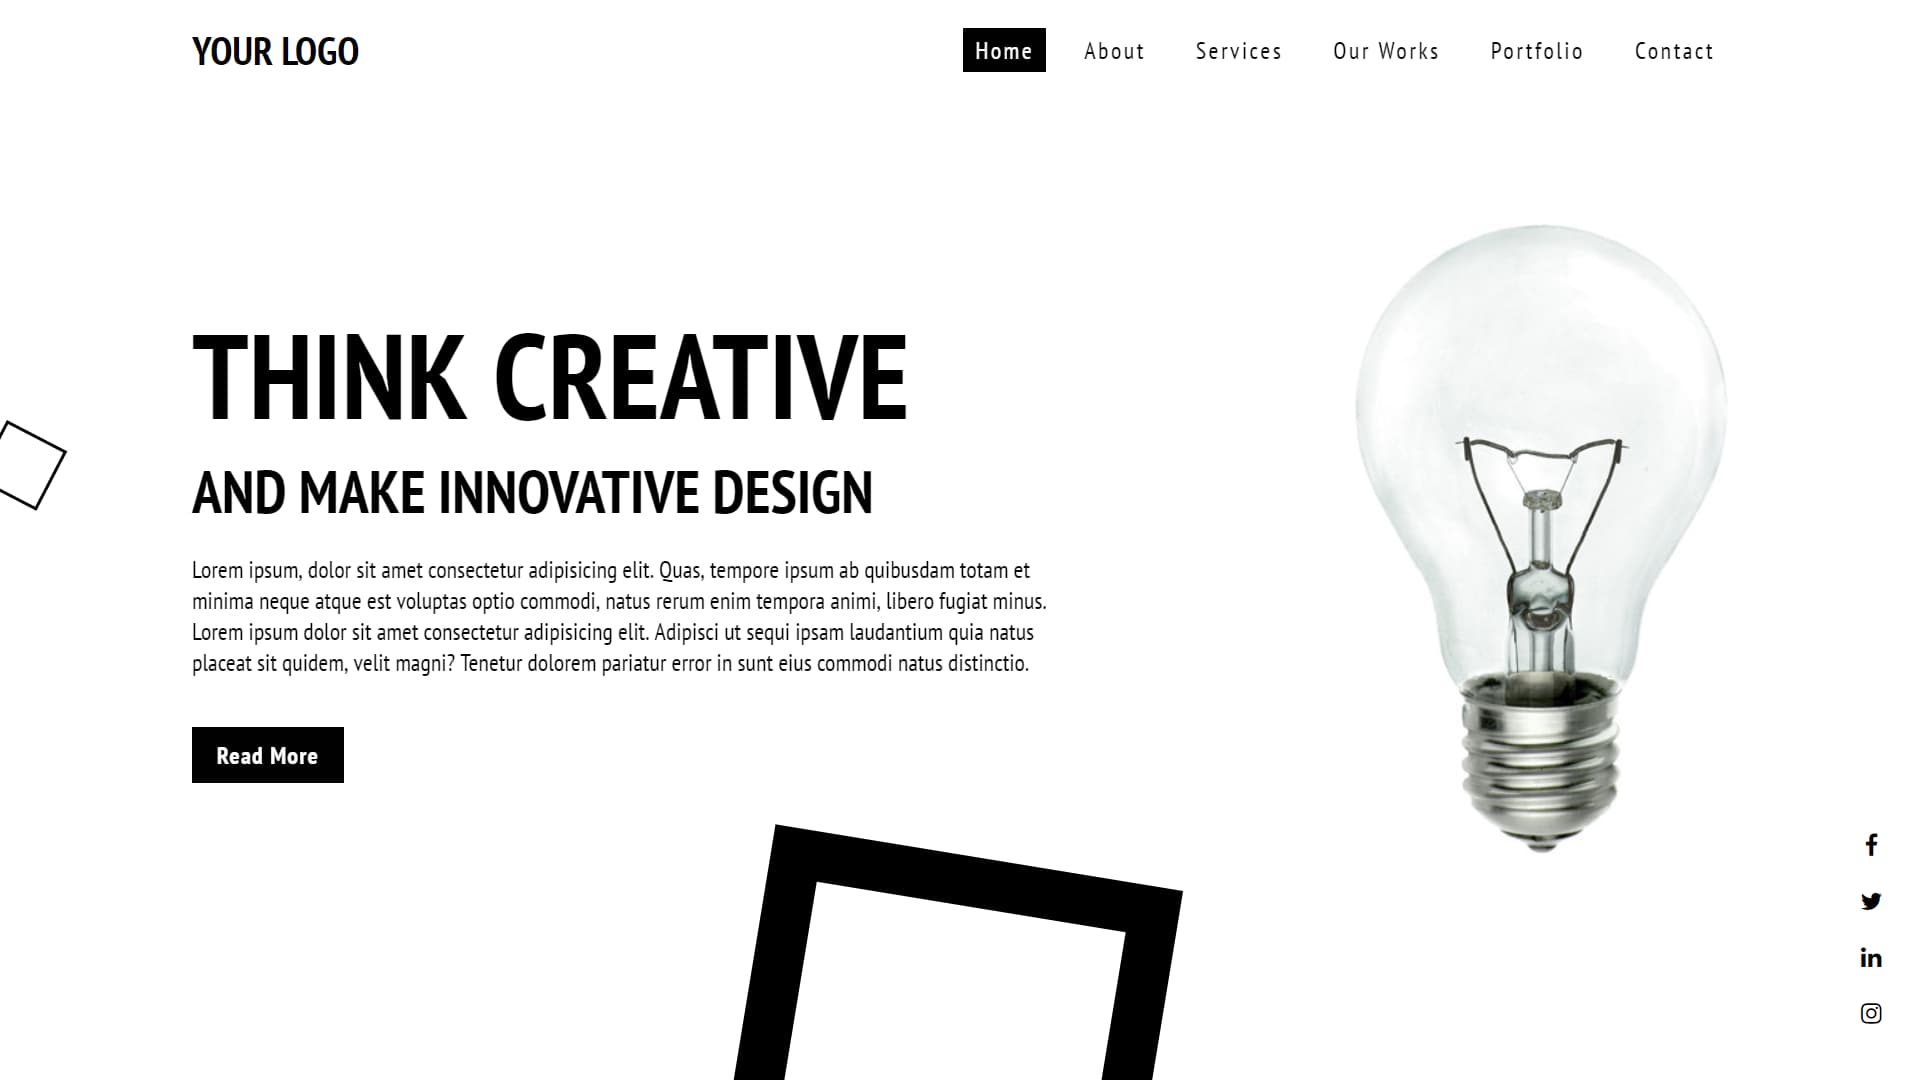 YOUR LOGO
Home About Services Our Works Portfolio Contact
THINK CREATIVE
AND MAKE INNOVATIVE DESIGN
Lorem ipsum, dolor sit amet consectetur adipisicing elit. Quas, tempore ipsum ab quibusdam totam et
minima neque atque est voluptas optio commodi, natus rerum enim tempora animi, libero fugiat minus.
Lorem ipsum dolor sit amet consectetur adipisicing elit. Adipisci ut sequi ipsam laudantium quia natus
placeat sit quidem, velit magni? Tenetur dolorem pariatur error in sunt eius commodi natus distinctio.
Read More